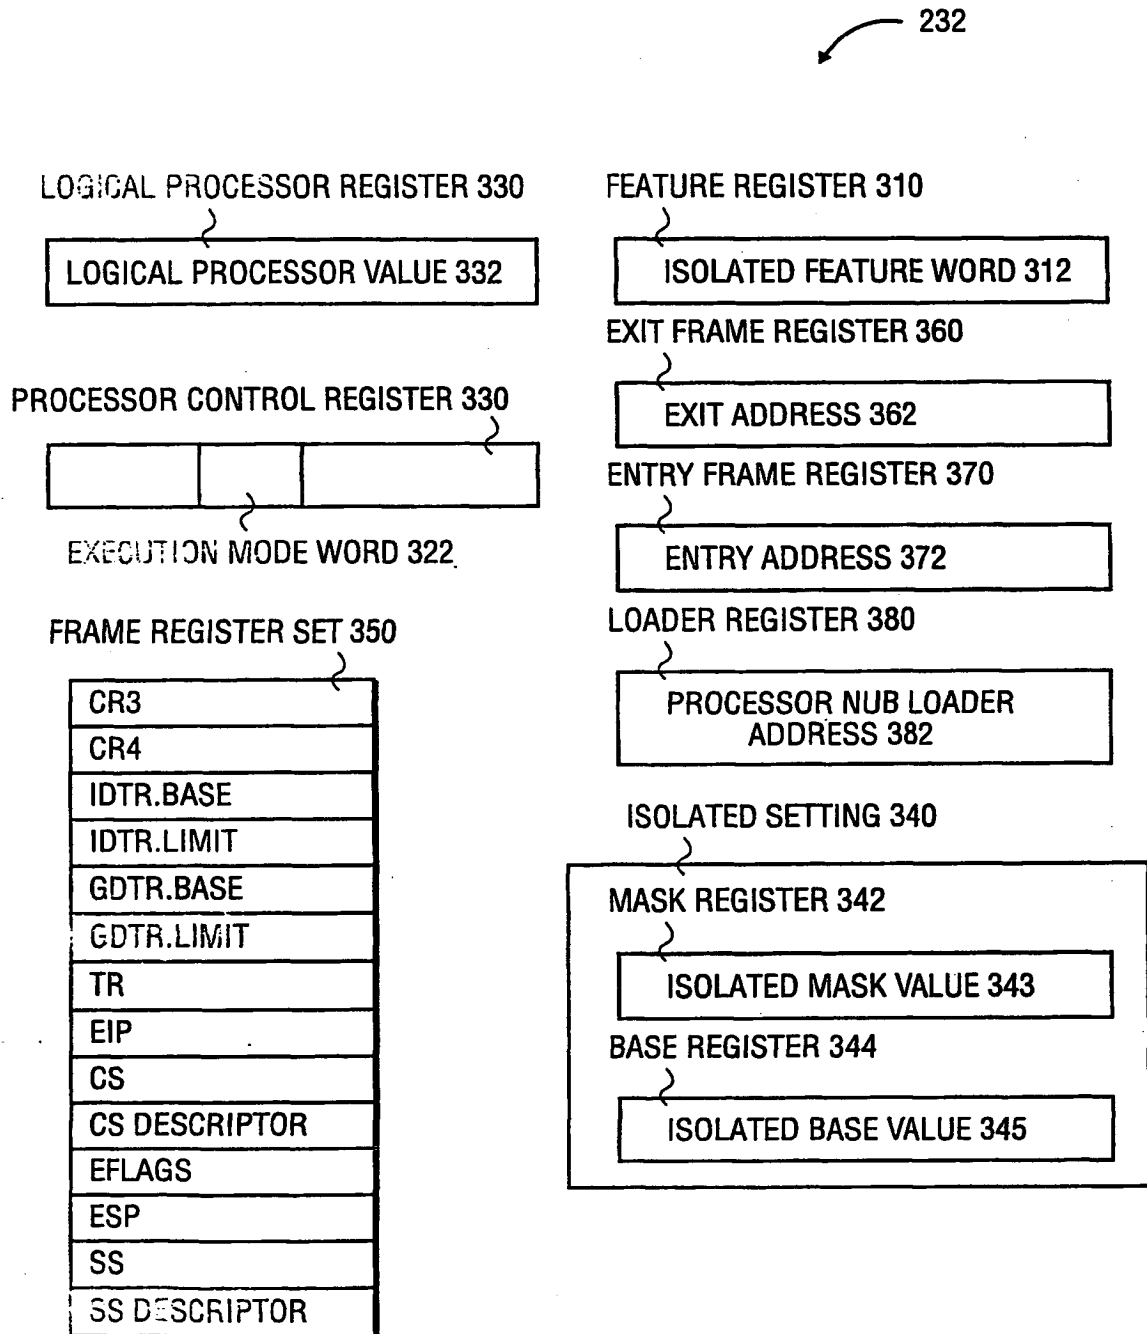 232
LOGICAL PROCESSOR REGISTER 330
LOGICAL PROCESSOR VALUE 332
PROCESSOR CONTROL REGISTER 330
EXECUTION MODE WORD 322
FRAME REGISTER SET 350
CR3
CR4
IDTR.BASE
IDTR.LIMIT
GDTR.BASE
GDTR.LIMIT
TR
EIP
CS
CS DESCRIPTOR
EFLAGS
ESP
SS
SS DESCRIPTOR
FEATURE REGISTER 310
ISOLATED FEATURE WORD 312
EXIT FRAME REGISTER 360
EXIT ADDRESS 362
ENTRY FRAME REGISTER 370
ENTRY ADDRESS 372
LOADER REGISTER 380
PROCESSOR NUB LOADER
ADDRESS 382
ISOLATED SETTING 340
MASK REGISTER 342
ISOLATED MASK VALUE 343
BASE REGISTER 344
ISOLATED BASE VALUE 345